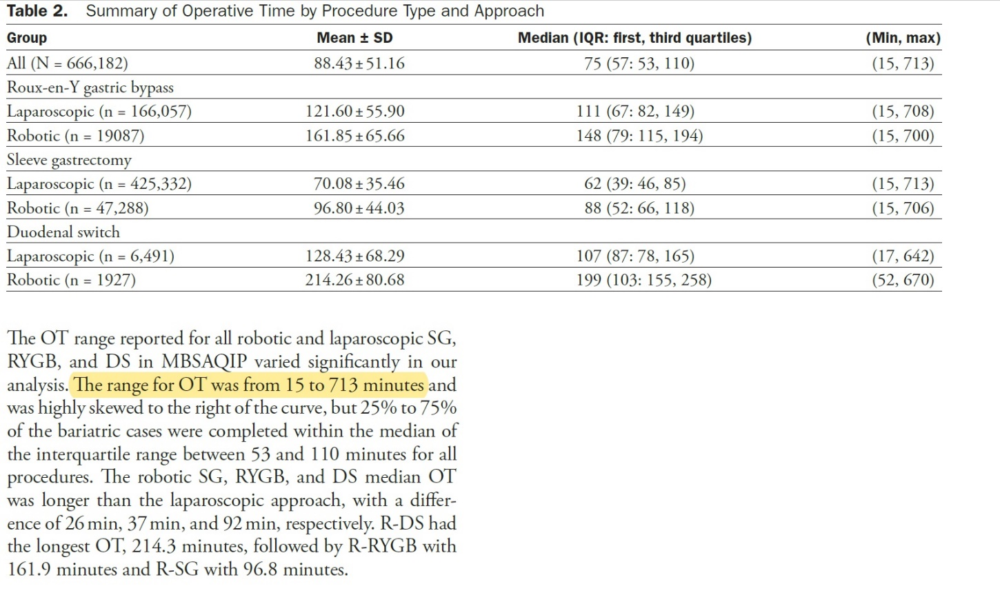 Table 2. Summary of Operative Time by Procedure Type and Approach
Group Mean ± SD Median (IQR: first, third quartiles) (Min, max)
All (N = 666,182) 88.43 ± 51.16 75 (57: 53, 110) (15, 713)
Roux-en-Y gastric bypass
Laparoscopic (n = 166,057) 121.60 ± 55.90 111 (67: 82, 149) (15, 708)
Robotic (n = 19087) 161.85 ± 65.66 148 (79: 115, 194) (15, 700)
Sleeve gastrectomy
Laparoscopic (n = 425,332) 70.08 ± 35.46 62 (39: 46, 85) (15, 713)
Robotic (n = 47,288) 96.80 ± 44.03 88 (52: 66, 118) (15, 706)
Duodenal switch
Laparoscopic (n = 6,491) 128.43 ± 68.29 107 (87: 78, 165) (17, 642)
Robotic (n = 1927) 214.26 ± 80.68 199 (103: 155, 258) (52, 670)
The OT range reported for all robotic and laparoscopic SG,
RYGB, and DS in MBSAQIP varied significantly in our
analysis. The range for OT was from 15 to 713 minutes and
was highly skewed to the right of the curve, but 25% to 75%
of the bariatric cases were completed within the median of
the interquartile range between 53 and 110 minutes for all
procedures. The robotic SG, RYGB, and DS median OT
was longer than the laparoscopic approach, with a differ-
ence of 26 min, 37 min, and 92 min, respectively. R-DS had
the longest OT, 214.3 minutes, followed by R-RYGB with
161.9 minutes and R-SG with 96.8 minutes.